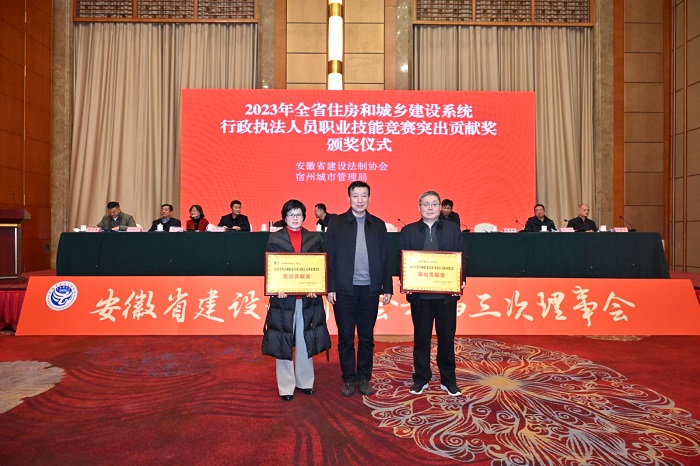 2023年全省住房和城乡建设系统
行政执法人员职业技能竞赛突出贡献奖
颁奖仪式
安徽省建设法制协会
宿州城市管理局
突出贡献奖
突出贡献奖
安徽省建设
三次理事会